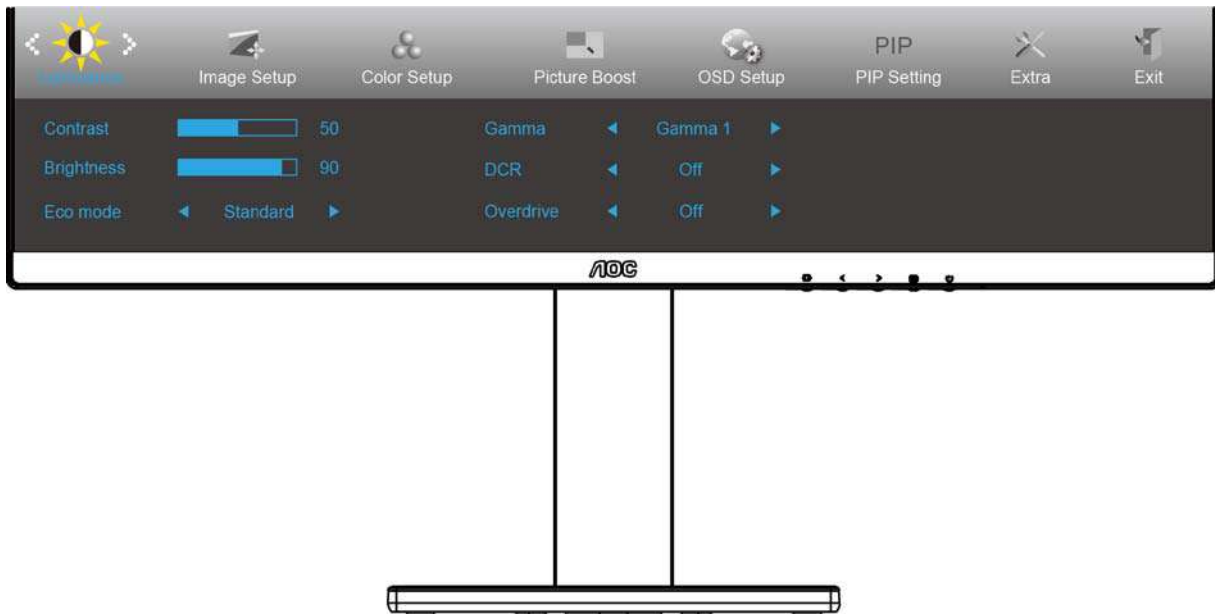 Image Setup
Color Setup
Picture Boost
OSD Setup
PIP
PIP Setting
Extra
Exit
Contrast 50 Gamma Gamma 1
Brightness 90 DCR Off
Eco mode Standard Overdrive Off
AOC